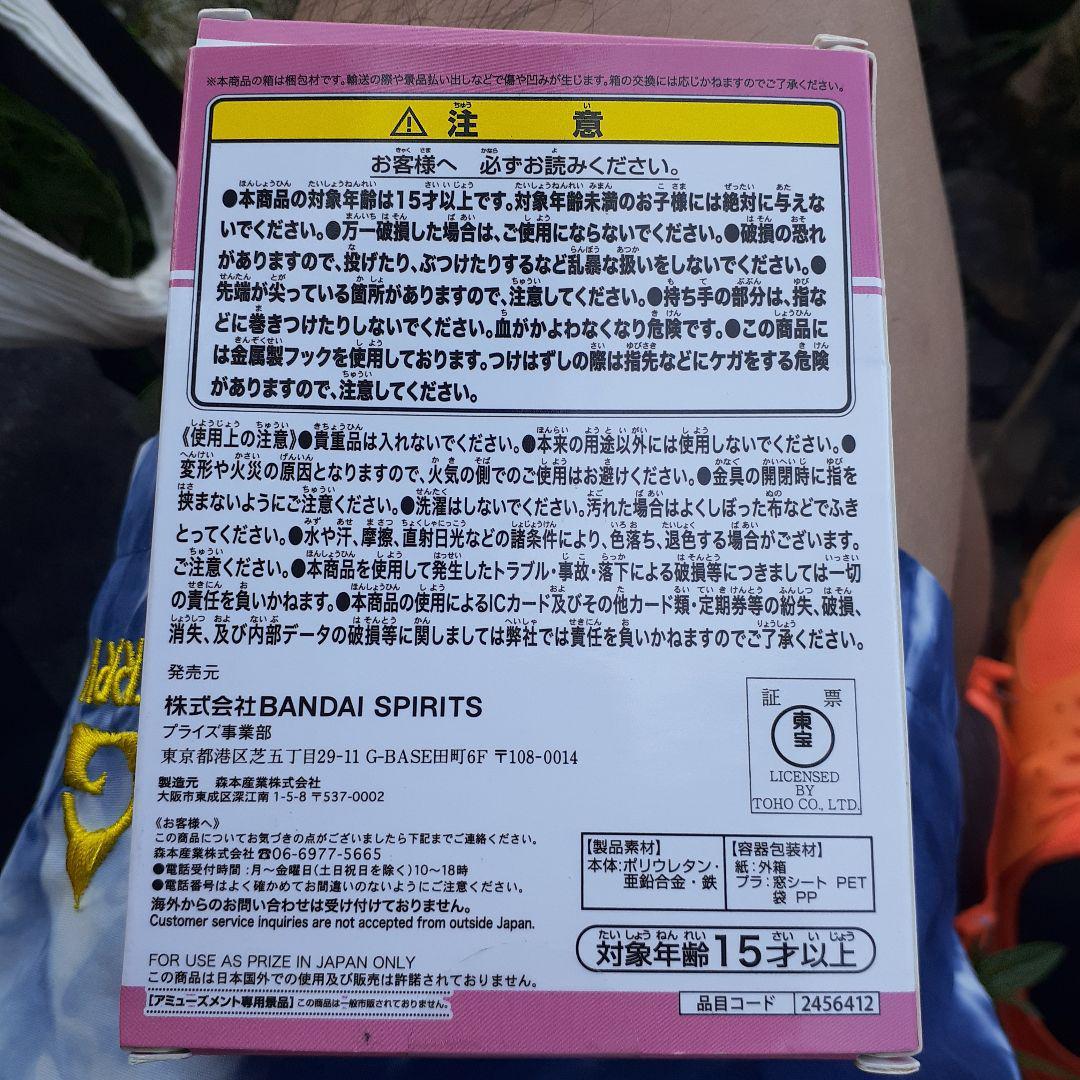 ※本商品の箱は梱包材です。輸送の際や景品払い出しなどで傷や凹みが生じます。箱の交換には応じかねますのでご了承ください。
⚠注意
お客様へ 必ずお読みください。
●本商品の対象年齢は15才以上です。対象年齢未満のお子様には絶対に与えな
いでください。●万一破損した場合は、ご使用にならないでください。●破損の恐れ
がありますので、投げたり、ぶつけたりするなど乱暴な扱いをしないでください。●
先端が尖っている箇所がありますので、注意してください。●持ち手の部分は、指な
どに巻きつけたりしないでください。血がかよわなくなり危険です。●この商品に
は金属製フックを使用しております。つけはずしの際は指先などにケガをする危険
がありますので、注意してください。
《使用上の注意》●貴重品は入れないでください。●本来の用途以外には使用しないでください。●
変形や火災の原因となりますので、火気の側でのご使用はお避けください。●金具の開閉時に指を
挟まないようにご注意ください。●洗濯はしないでください。汚れた場合はよくしぼった布などでふき
とってください。●水や汗、摩擦、直射日光などの諸条件により、色落ち、退色する場合がございます。
ご注意ください。●本商品を使用して発生したトラブル・事故・落下による破損等につきましては一切
の責任を負いかねます。●本商品の使用によるICカード及びその他カード類・定期券等の紛失、破損、
消失、及び内部データの破損等に関しましては弊社では責任を負いかねますのでご了承ください。
発売元
株式会社BANDAI SPIRITS
プライズ事業部
東京都港区芝五丁目29-11 G-BASE田町6F 〒108-0014
製造元 森本産業株式会社
大阪市東成区深江南1-5-8 〒537-0002
証票
東宝
LICENSED
BY
TOHO CO., LTD.
《お客様へ》
この商品についてお気づきの点がございましたら下記までご連絡ください。
森本産業株式会社 ☎06-6977-5665
●電話受付時間:月～金曜日(土日祝日を除く)10～18時
●電話番号はよく確かめてお間違いのないようにご注意ください。
海外からのお問い合わせは受け付けておりません。
Customer service inquiries are not accepted from outside Japan.
【製品素材】
本体:ポリウレタン・
亜鉛合金・鉄
【容器包装材】
紙:外箱
プラ:窓シート PET
袋 PP
対象年齢15才以上
FOR USE AS PRIZE IN JAPAN ONLY
この商品は日本国外での使用及び販売は許諾されておりません。
【アミューズメント専用景品】この商品は一般市販されておりません。
品目コード 2456412